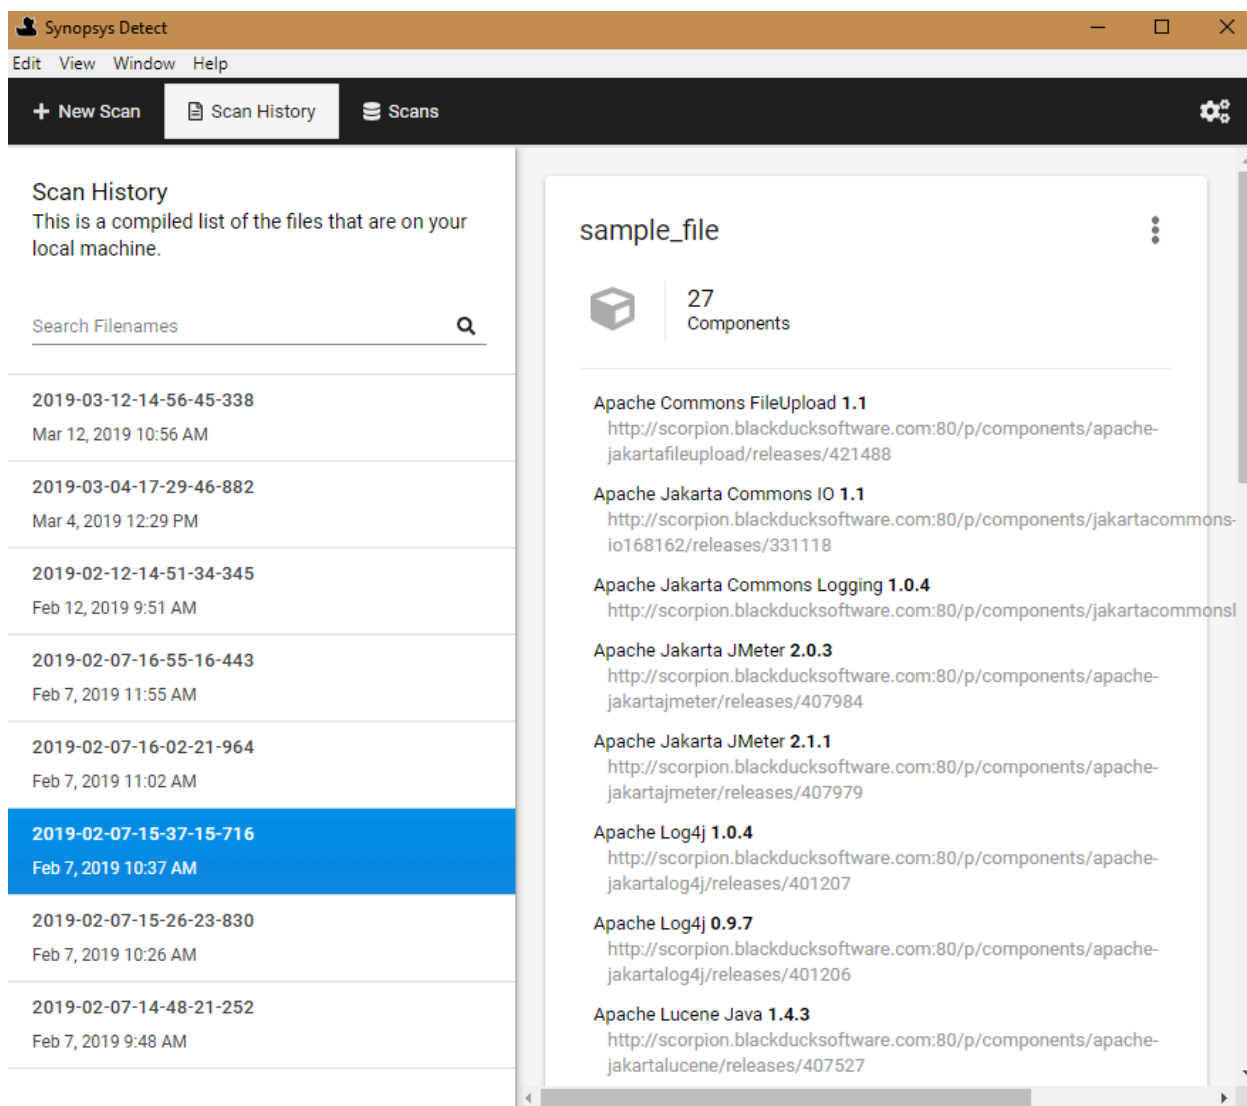 Synopsys Detect
Edit View Window Help
+ New Scan Scan History Scans
Scan History
This is a compiled list of the files that are on your
local machine.
Search Filenames
2019-03-12-14-56-45-338
Mar 12, 2019 10:56 AM
2019-03-04-17-29-46-882
Mar 4, 2019 12:29 PM
2019-02-12-14-51-34-345
Feb 12, 2019 9:51 AM
2019-02-07-16-55-16-443
Feb 7, 2019 11:55 AM
2019-02-07-16-02-21-964
Feb 7, 2019 11:02 AM
2019-02-07-15-37-15-716
Feb 7, 2019 10:37 AM
2019-02-07-15-26-23-830
Feb 7, 2019 10:26 AM
2019-02-07-14-48-21-252
Feb 7, 2019 9:48 AM
sample_file
27
Components
Apache Commons FileUpload 1.1
http://scorpion.blackducksoftware.com:80/p/components/apache-
jakartafileupload/releases/421488
Apache Jakarta Commons IO 1.1
http://scorpion.blackducksoftware.com:80/p/components/jakartacommons-
io168162/releases/331118
Apache Jakarta Commons Logging 1.0.4
http://scorpion.blackducksoftware.com:80/p/components/jakartacommonsl
Apache Jakarta JMeter 2.0.3
http://scorpion.blackducksoftware.com:80/p/components/apache-
jakartajmeter/releases/407984
Apache Jakarta JMeter 2.1.1
http://scorpion.blackducksoftware.com:80/p/components/apache-
jakartajmeter/releases/407979
Apache Log4j 1.0.4
http://scorpion.blackducksoftware.com:80/p/components/apache-
jakartalog4j/releases/401207
Apache Log4j 0.9.7
http://scorpion.blackducksoftware.com:80/p/components/apache-
jakartalog4j/releases/401206
Apache Lucene Java 1.4.3
http://scorpion.blackducksoftware.com:80/p/components/apache-
jakartalucene/releases/407527